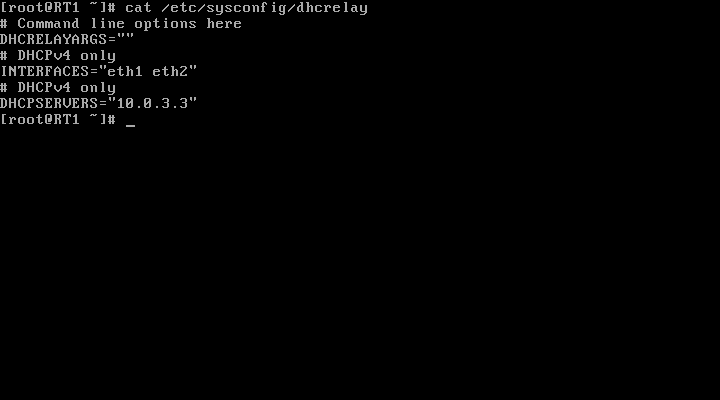 [root@RT1 ~]# cat /etc/sysconfig/dhcrelay
# Command line options here
DHCRELAYARGS=""
# DHCPv4 only
INTERFACES="eth1 eth2"
# DHCPv4 only
DHCPSERVERS="10.0.3.3"
[root@RT1 ~]# _